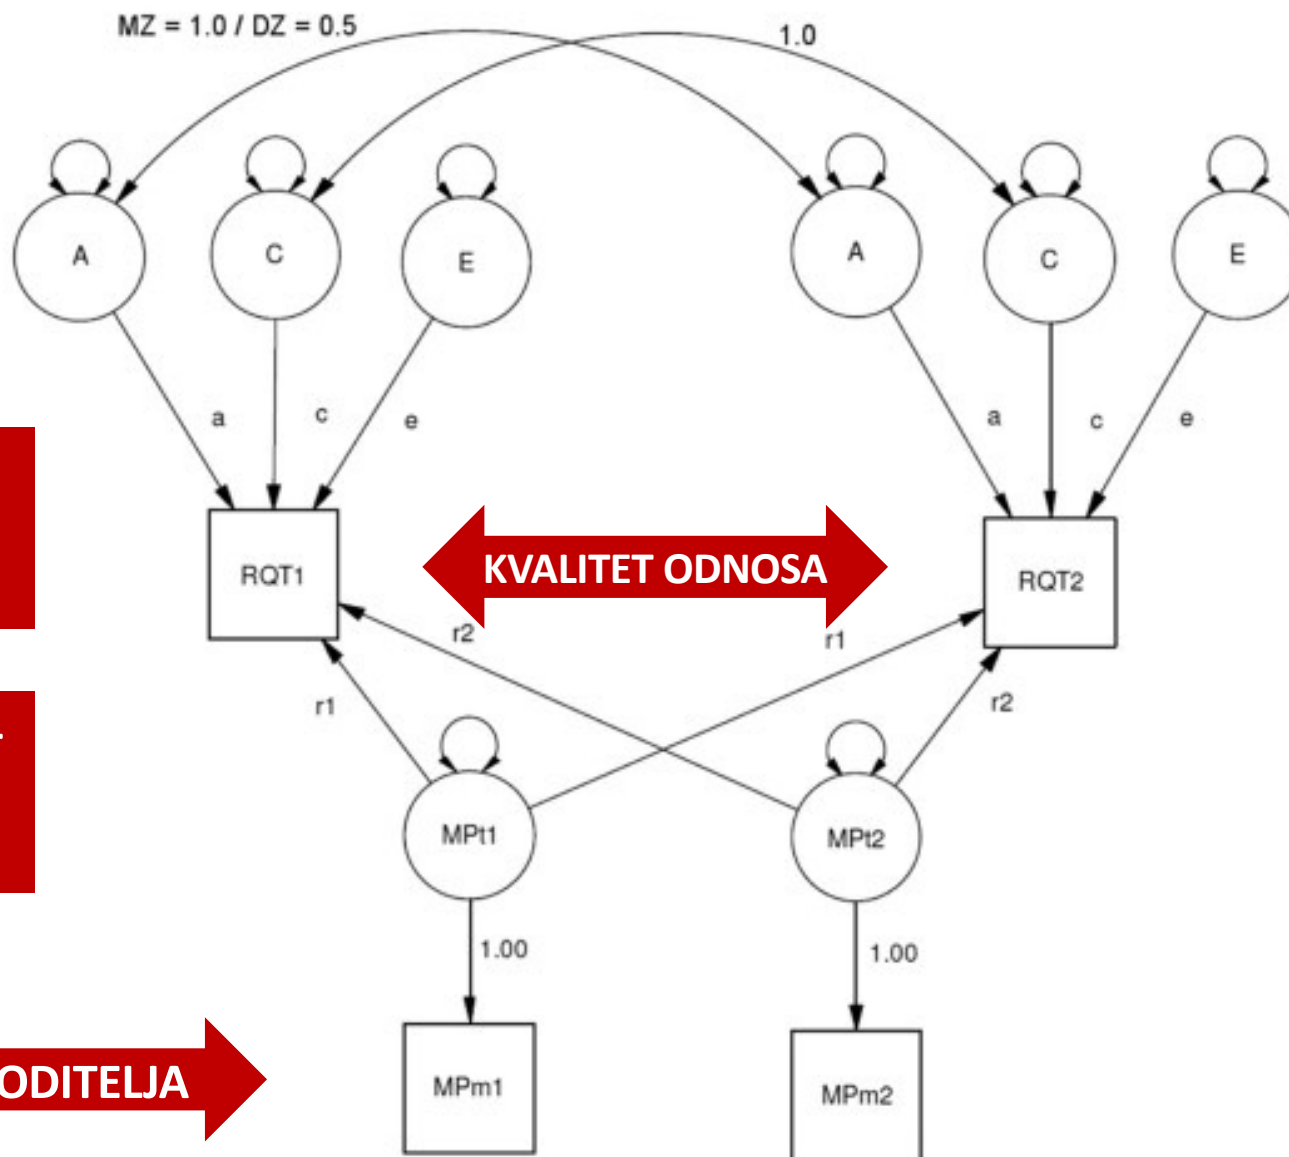 MZ = 1.0 / DZ = 0.5
1.0
A
C
E
A
C
E
a
c
e
a
c
e
RQT1
KVALITET ODNOSA
RQT2
r2
r1
r1
r2
MPt1
MPt2
1.00
1.00
ODITELJA
MPm1
MPm2